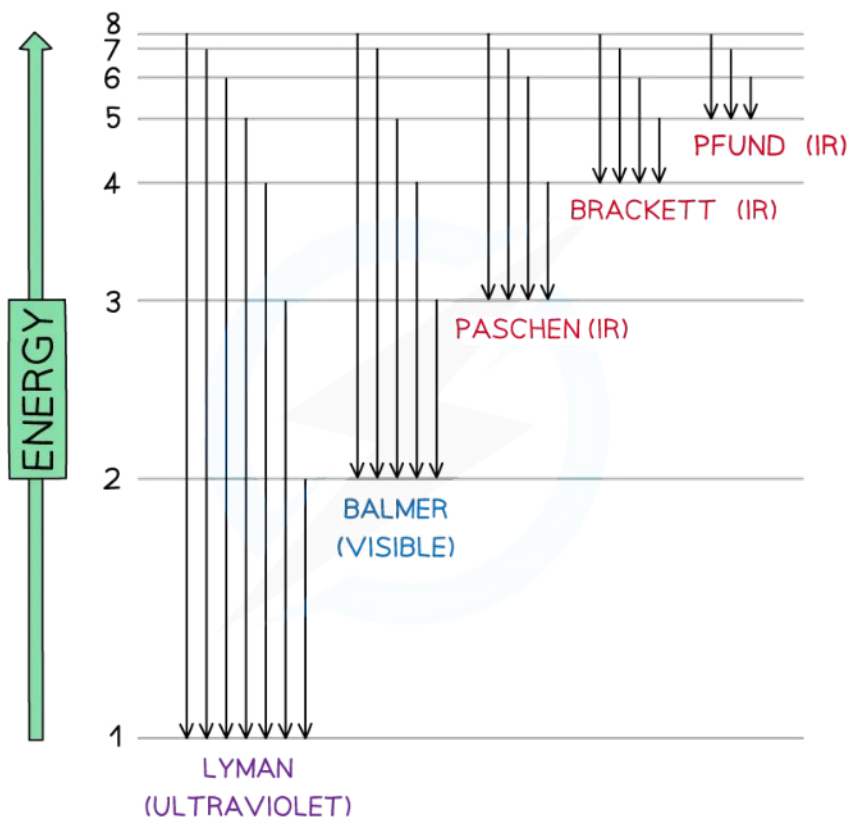 8
7
6
5
PFUND (IR)
4
BRACKETT (IR)
3
PASCHEN (IR)
ENERGY
2
BALMER
(VISIBLE)
1
LYMAN
(ULTRAVIOLET)